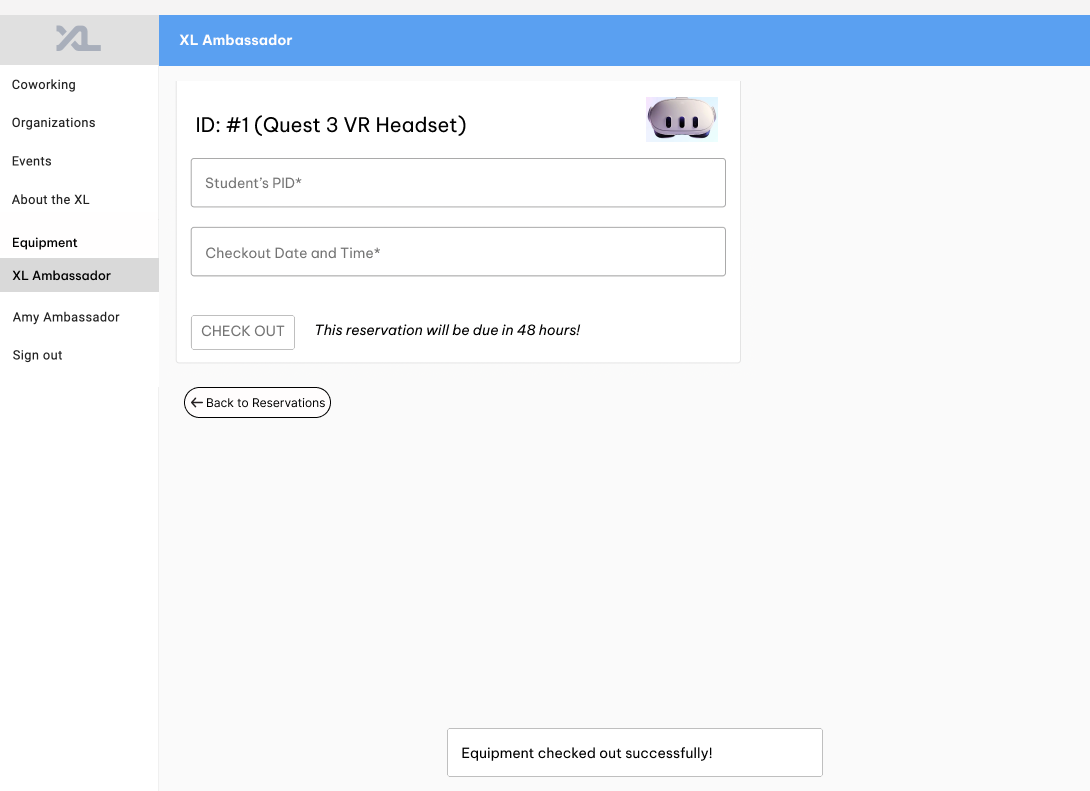 XL
XL Ambassador
Coworking
Organizations
Events
About the XL
Equipment
XL Ambassador
Amy Ambassador
Sign out
ID: #1 (Quest 3 VR Headset)
Student’s PID*
Checkout Date and Time*
CHECK OUT
This reservation will be due in 48 hours!
Back to Reservations
Equipment checked out successfully!